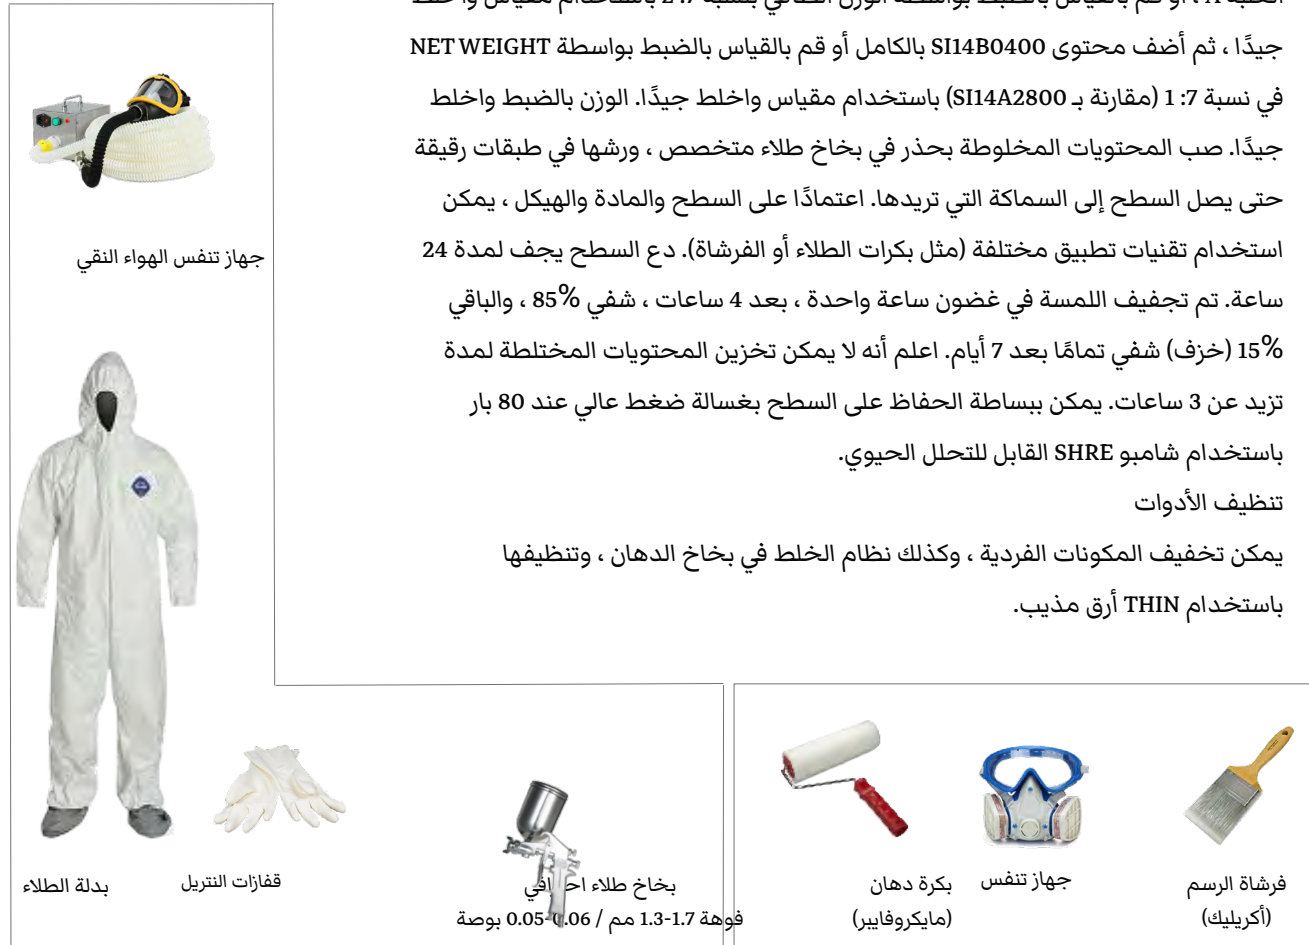 جيدًا ، ثم أضف محتوى SI14B0400 بالكامل أو قم بالقياس بالضبط بواسطة NET WEIGHT
في نسبة 7: 1 (مقارنة بـ SI14A2800) باستخدام مقياس واخلط جيدًا. الوزن بالضبط واخلط
جيدًا. صب المحتويات المخلوطة بحذر في بخاخ طلاء متخصص ، ورشها في طبقات رقيقة
حتى يصل السطح إلى السماكة التي تريدها. اعتمادًا على السطح والمادة والهيكل ، يمكن
استخدام تقنيات تطبيق مختلفة (مثل بكرات الطلاء أو الفرشاة). دع السطح يجف لمدة 24
ساعة. تم تجفيف اللمسة في غضون ساعة واحدة ، بعد 4 ساعات ، شفي 85% ، والباقي
15% (خزف) شفي تمامًا بعد 7 أيام. اعلم أنه لا يمكن تخزين المحتويات المختلطة لمدة
تزيد عن 3 ساعات. يمكن ببساطة الحفاظ على السطح بغسالة ضغط عالي عند 80 بار
باستخدام شامبو SHRE القابل للتحلل الحيوي.
تنظيف الأدوات
يمكن تخفيف المكونات الفردية ، وكذلك نظام الخلط في بخاخ الدهان ، وتنظيفها
باستخدام THIN أرق مذيب.
جهاز تنفس الهواء النقي
فرشاة الرسم
(أكريليك)
جهاز تنفس
بكرة دهان
(مايكروفايبر)
بخاخ طلاء
فوهة 1.3-1.7 مم / 0.05-0.06 بوصة
قفازات النتريل
بدلة الطلاء